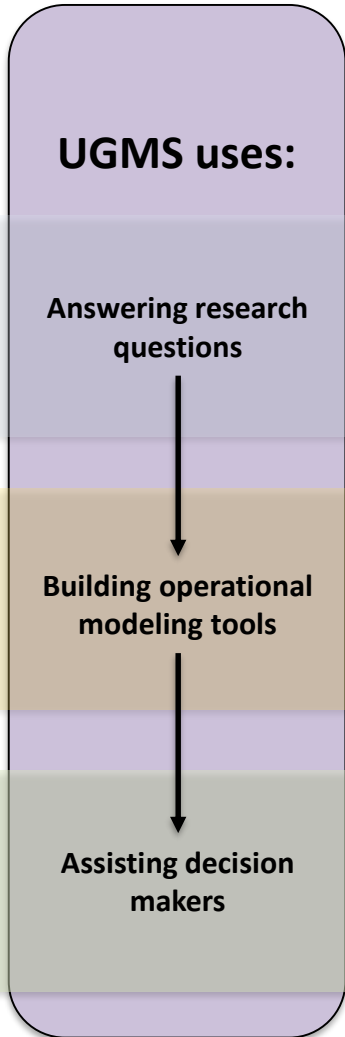 UGMS uses:
Answering research
questions
Building operational
modeling tools
Assisting decision
makers